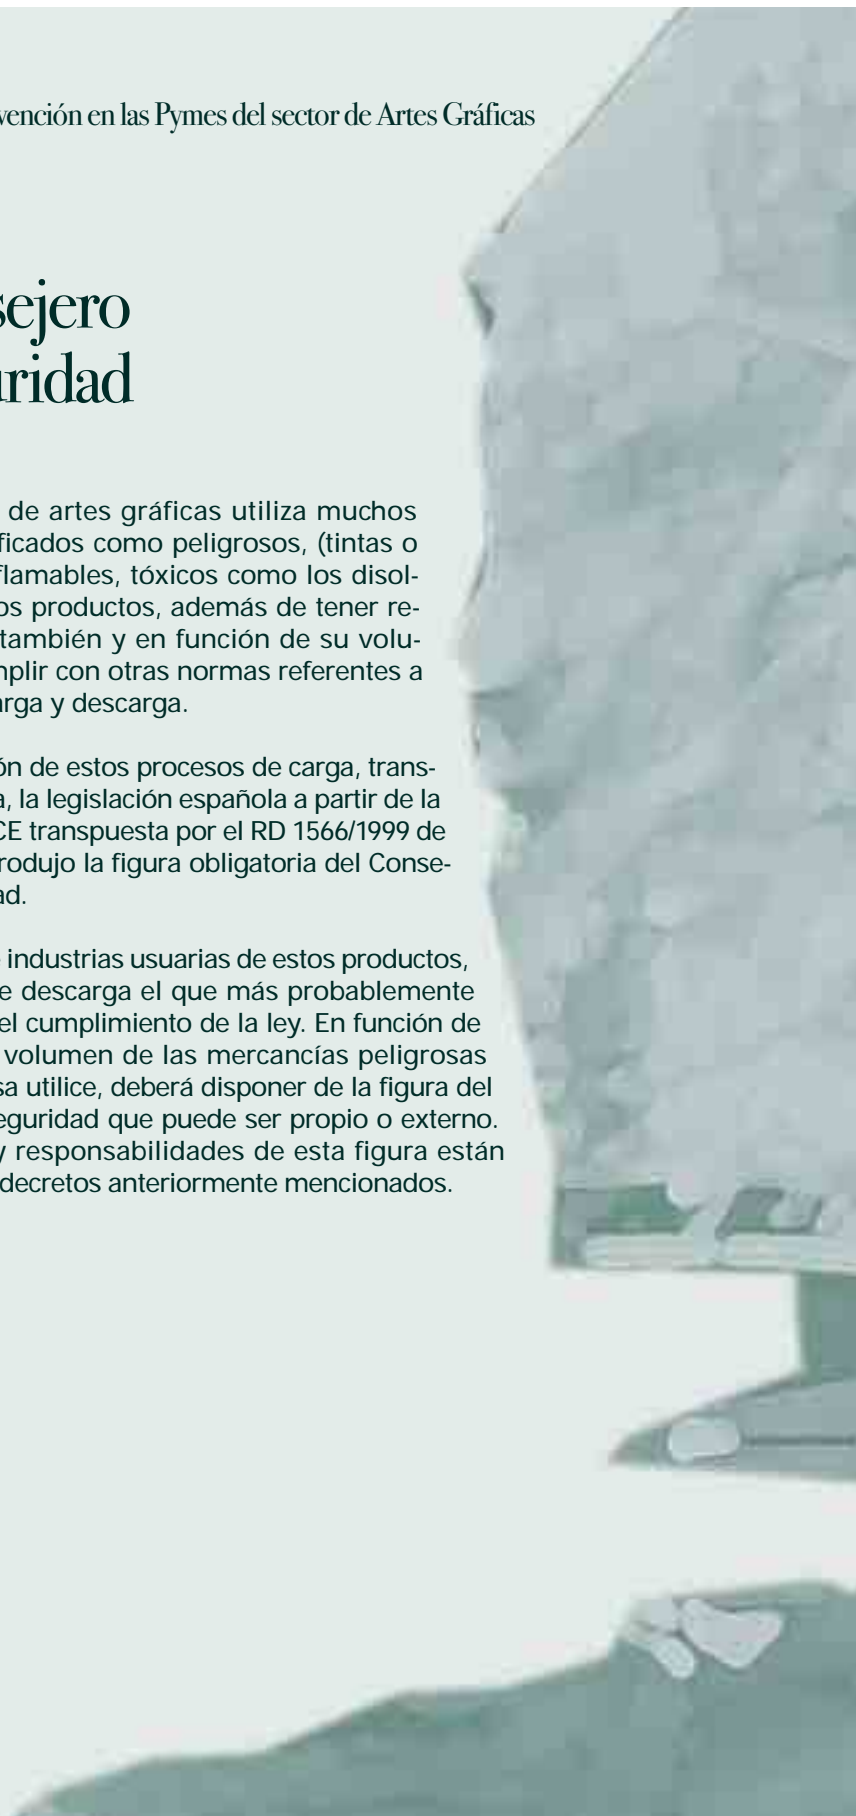 vención en las Pymes del sector de Artes Gráficas
sejero
uridad
de artes gráficas utiliza muchos
ficados como peligrosos, (tintas o
flamables, tóxicos como los disol-
os productos, además de tener re-
también y en función de su volu-
mplir con otras normas referentes a
arga y descarga.
ón de estos procesos de carga, trans-
a, la legislación española a partir de la
CE transpuesta por el RD 1566/1999 de
rodujo la figura obligatoria del Conse-
ad.
industrias usuarias de estos productos,
e descarga el que más probablemente
el cumplimiento de la ley. En función de
volumen de las mercancías peligrosas
sa utilice, deberá disponer de la figura del
eguridad que puede ser propio o externo.
y responsabilidades de esta figura están
decretos anteriormente mencionados.